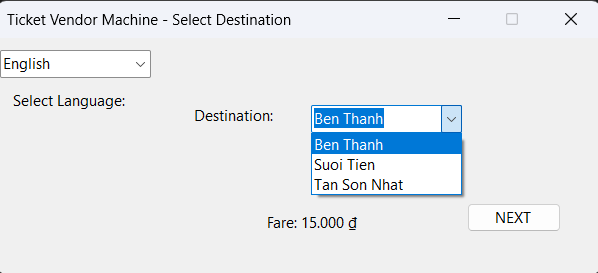 Ticket Vendor Machine - Select Destination
English
Select Language:
Destination:
Ben Thanh
Ben Thanh
Suoi Tien
Tan Son Nhat
Fare: 15.000 ₫
NEXT